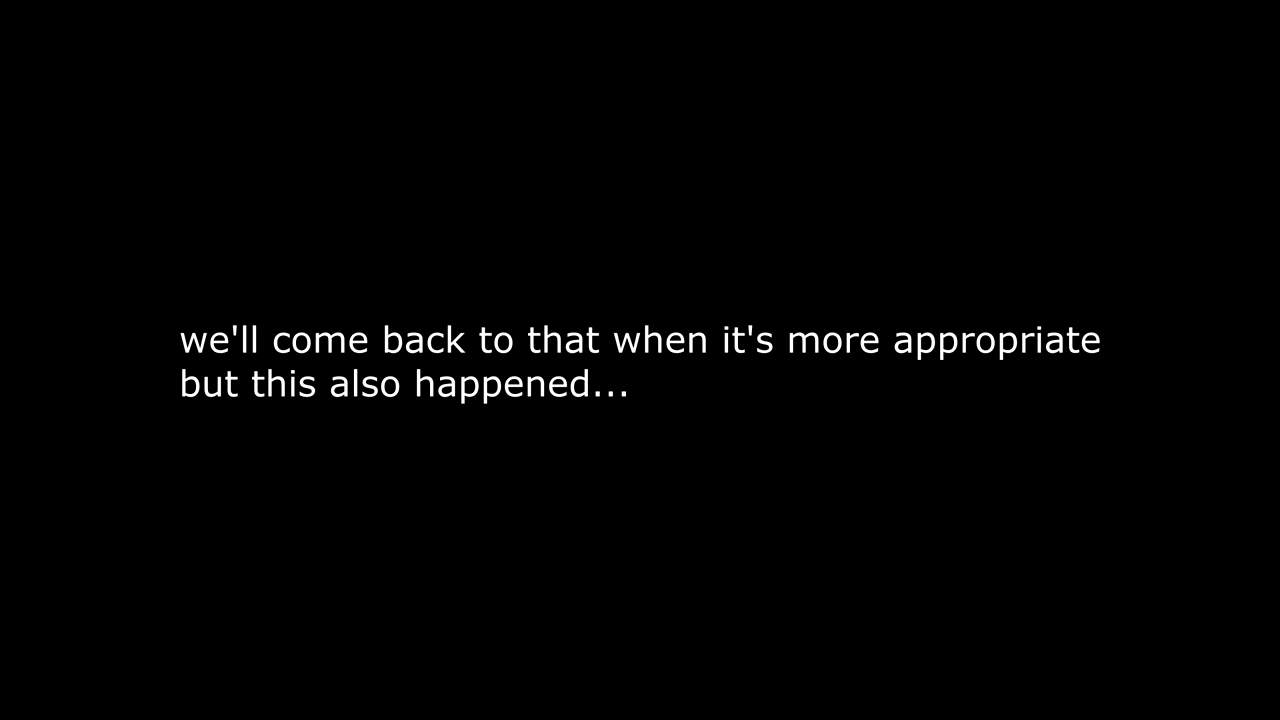 we'll come back to that when it's more appropriate
but this also happened...